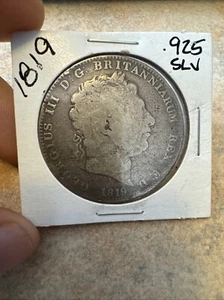 1819
.925
SLV
GEORGIUS III D:G: BRITANNIARUM REX
1819